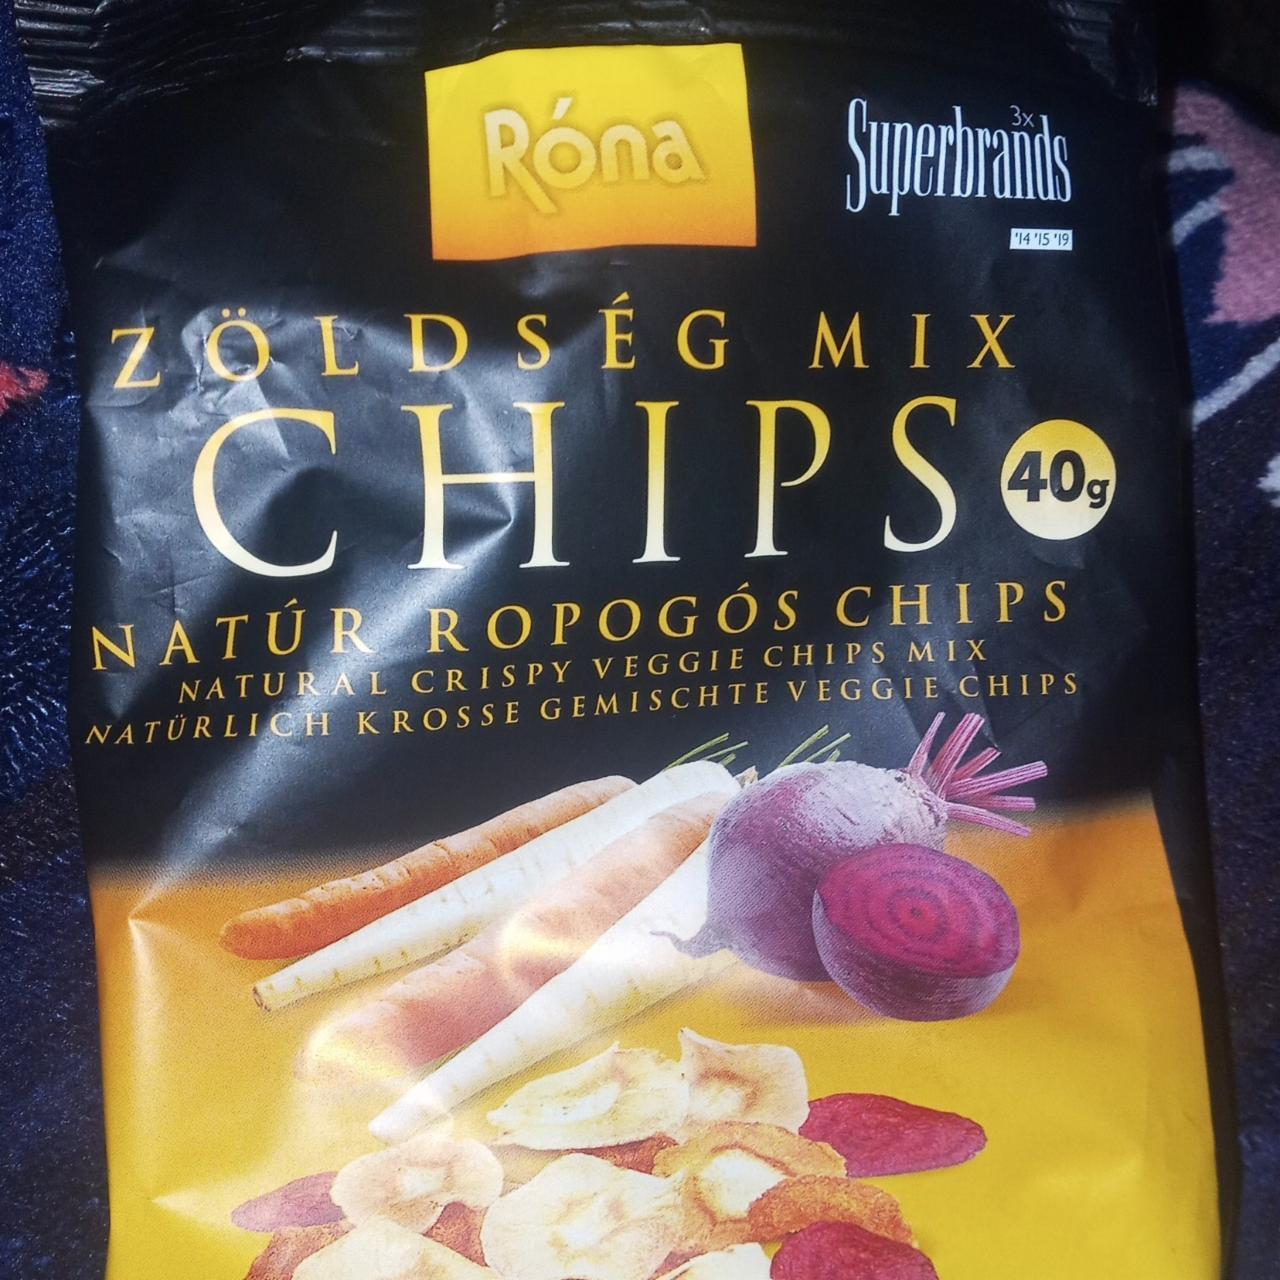 Róna
3x
Superbrands
'14 '15 '19
ZÖLDSÉG MIX
CHIPS
40g
NATÚR ROPOGÓS CHIPS
NATURAL CRISPY VEGGIE CHIPS MIX
NATÜRLICH KROSSE GEMISCHTE VEGGIE CHIPS